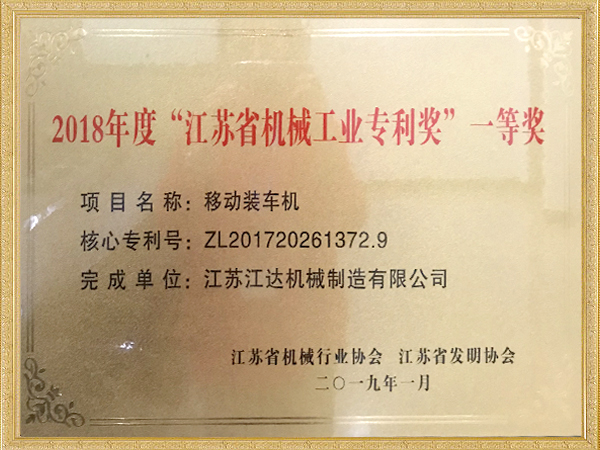 2018年度“江苏省机械工业专利奖”一等奖
项目名称：移动装车机
核心专利号：ZL201720261372.9
完成单位：江苏江达机械制造有限公司
江苏省机械行业协会 江苏省发明协会
二〇一九年一月